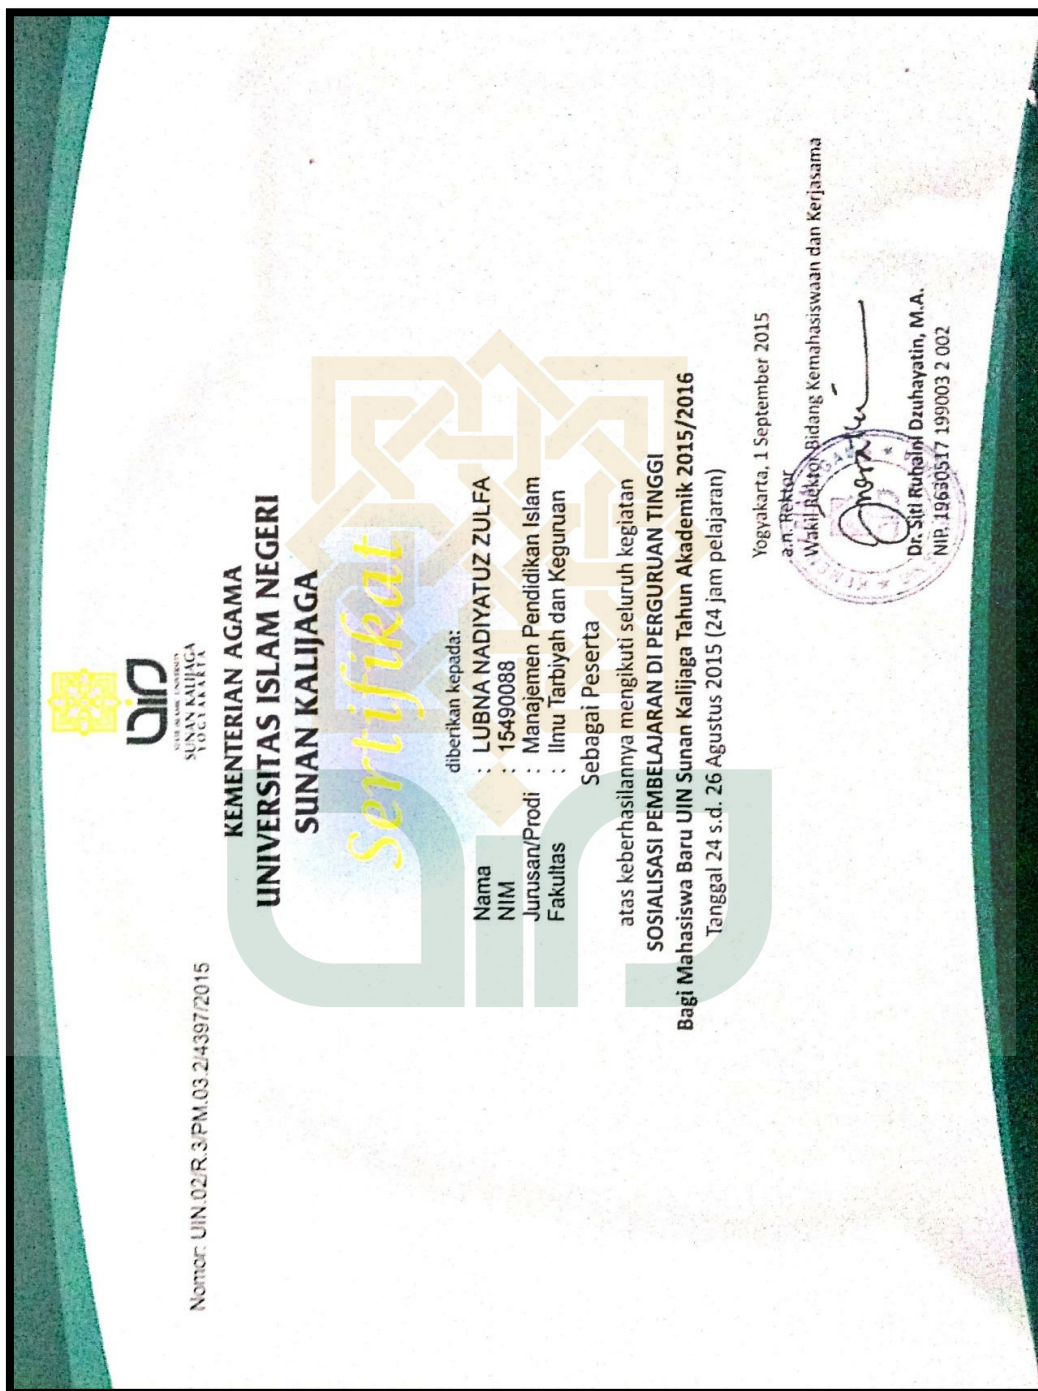 Nomor: UIN.02/R.3/PM.03.2/4397/2015
uin
STATE ISLAMIC UNIVERSITY
SUNAN KALIJAGA
YOGYAKARTA
KEMENTERIAN AGAMA
UNIVERSITAS ISLAM NEGERI
SUNAN KALIJAGA
Sertifikat
diberikan kepada:
Nama : LUBNA NADIYATUZ ZULFA
NIM : 15490088
Jurusan/Prodi : Manajemen Pendidikan Islam
Fakultas : Ilmu Tarbiyah dan Keguruan
Sebagai Peserta
atas keberhasilannya mengikuti seluruh kegiatan
SOSIALISASI PEMBELAJARAN DI PERGURUAN TINGGI
Bagi Mahasiswa Baru UIN Sunan Kalijaga Tahun Akademik 2015/2016
Tanggal 24 s.d. 26 Agustus 2015 (24 jam pelajaran)
Yogyakarta, 1 September 2015
a.n. Rektor
Wakil Rektor Bidang Kemahasiswaan dan Kerjasama
Dr. Siti Ruhaini Dzuhayatin, M.A.
NIP. 19630517 199003 2 002